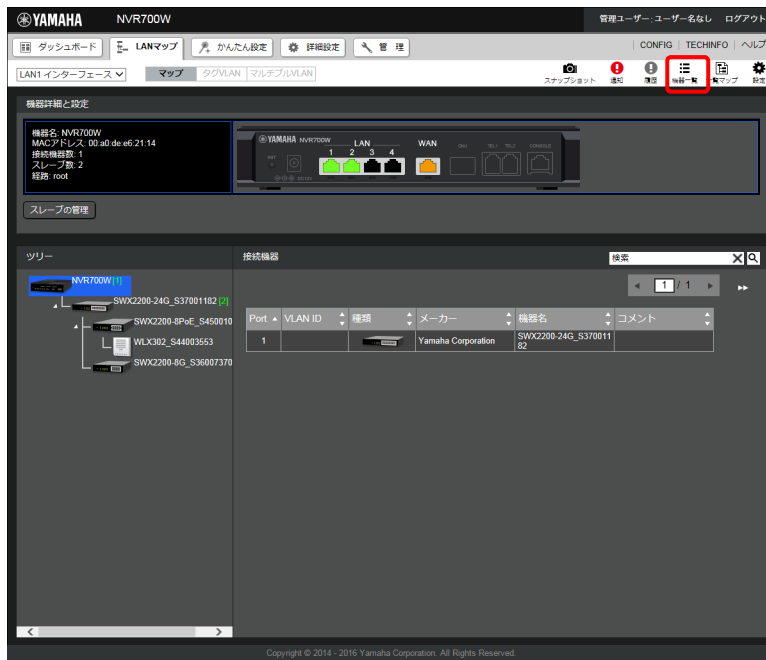 YAMAHA NVR700W 管理ユーザー: ユーザー名なし ログアウト
ダッシュボード LANマップ かんたん設定 詳細設定 管 理 CONFIG TECHINFO ヘルプ
LAN1 インターフェース マップ タグVLAN マルチプルVLAN スナップショット 通知 履歴 機器一覧 一覧マップ 設定
機器詳細と設定
機器名: NVR700W
MACアドレス: 00:a0:de:e6:21:14
接続機器数: 1
スレーブ数: 2
経路: root
YAMAHA NVR700W LAN WAN ONU TEL1 TEL2 CONSOLE
1 2 3 4
スレーブの管理
ツリー 接続機器 検索
NVR700W [1] 1 / 1
SWX2200-24G_S37001182 [2]
SWX2200-8PoE_S450010
WLX302_S44003553
SWX2200-8G_S36007370
Port VLAN ID 種類 メーカー 機器名 コメント
1 Yamaha Corporation SWX2200-24G_S370011
82
Copyright © 2014 - 2016 Yamaha Corporation. All Rights Reserved.